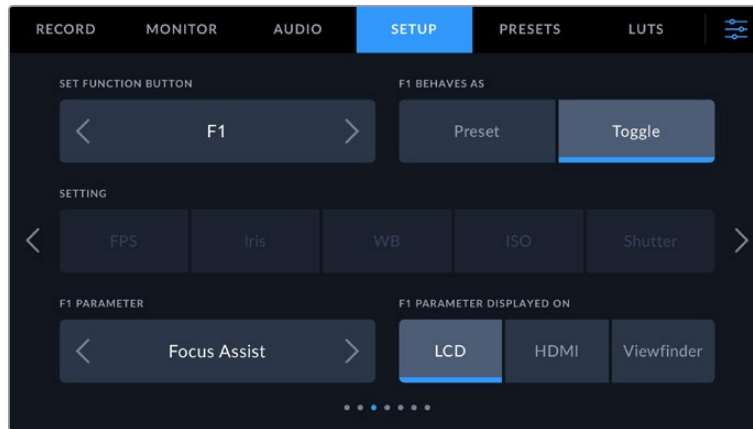 RECORD MONITOR AUDIO SETUP PRESETS LUTS
SET FUNCTION BUTTON F1 BEHAVES AS
F1 Preset Toggle
SETTING
FPS Iris WB ISO Shutter
F1 PARAMETER F1 PARAMETER DISPLAYED ON
Focus Assist LCD HDMI Viewfinder